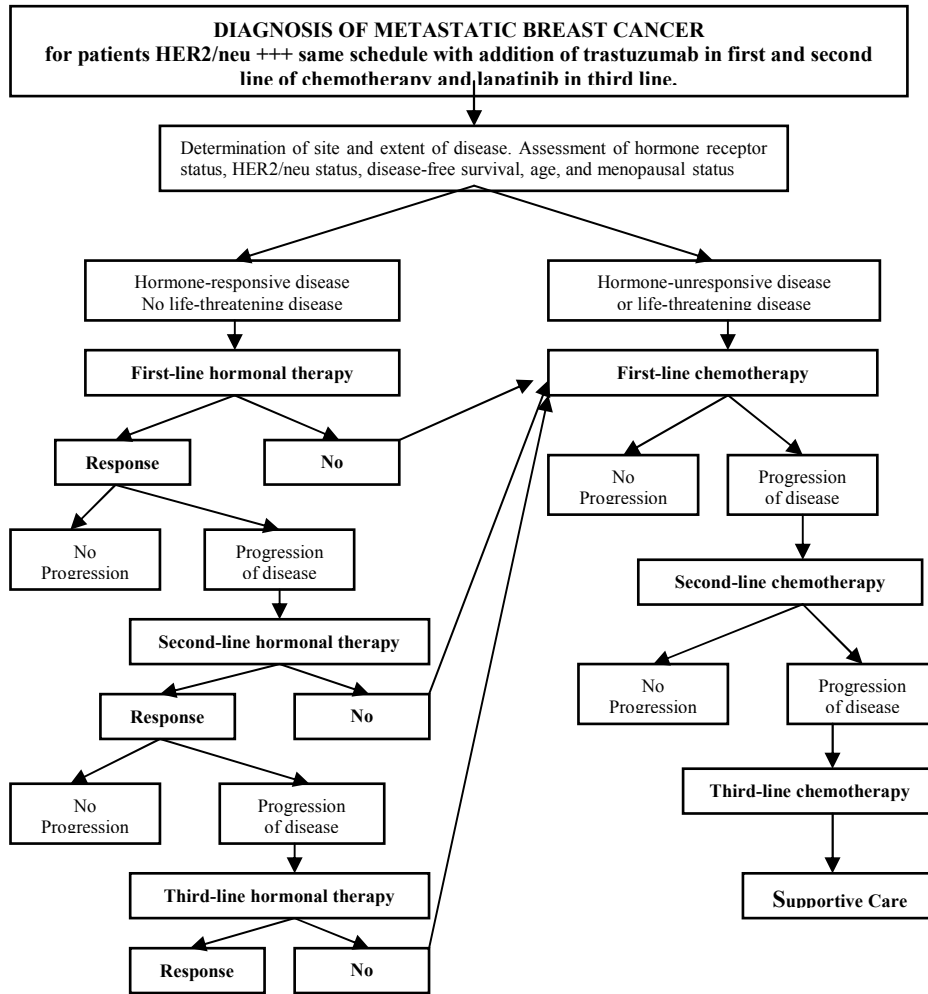 DIAGNOSIS OF METASTATIC BREAST CANCER
for patients HER2/neu +++ same schedule with addition of trastuzumab in first and second
line of chemotherapy and lapatinib in third line.
Determination of site and extent of disease. Assessment of hormone receptor
status, HER2/neu status, disease-free survival, age, and menopausal status
Hormone-responsive disease
No life-threatening disease
Hormone-unresponsive disease
or life-threatening disease
First-line hormonal therapy
First-line chemotherapy
Response
No
No
Progression
Progression
of disease
No
Progression
Progression
of disease
Second-line chemotherapy
Second-line hormonal therapy
Response
No
No
Progression
Progression
of disease
No
Progression
Progression
of disease
Third-line chemotherapy
Third-line hormonal therapy
Supportive Care
Response
No